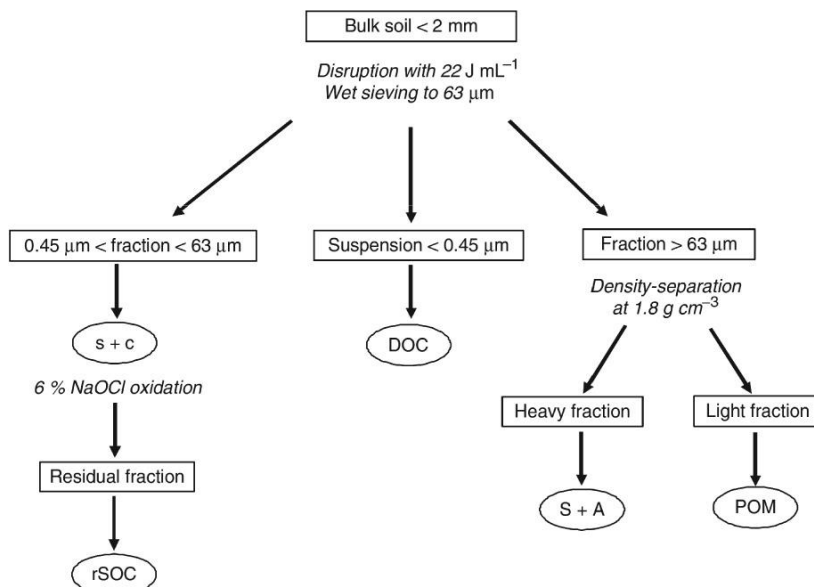 Bulk soil < 2 mm
Disruption with 22 J mL⁻¹
Wet sieving to 63 μm
0.45 μm < fraction < 63 μm
Suspension < 0.45 μm
Fraction > 63 μm
Density-separation
at 1.8 g cm⁻³
s + c
DOC
6 % NaOCl oxidation
Heavy fraction
Light fraction
Residual fraction
S + A
POM
rSOC